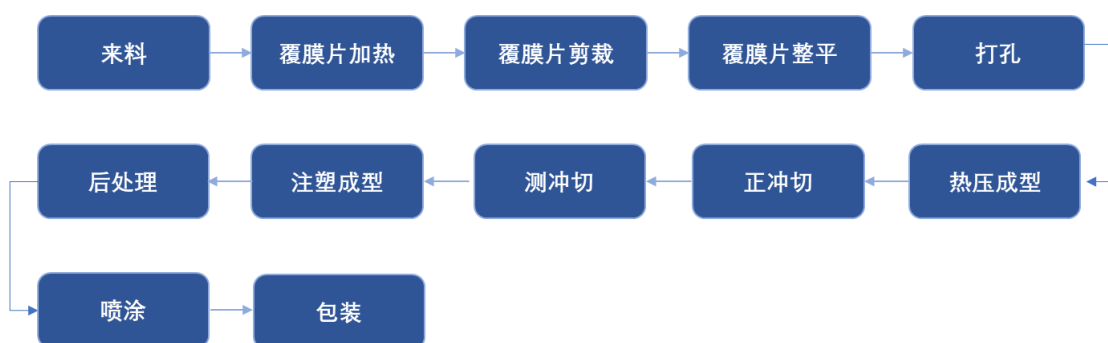 来料
覆膜片加热
覆膜片剪裁
覆膜片整平
打孔
后处理
注塑成型
测冲切
正冲切
热压成型
喷涂
包装